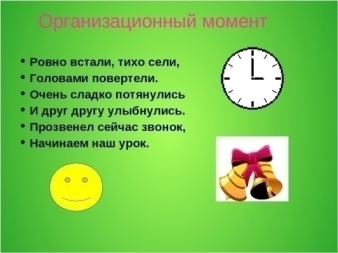 Организационный момент
• Ровно встали, тихо сели,
• Головами повертели.
• Очень сладко потянулись
• И друг другу улыбнулись.
• Прозвенел сейчас звонок,
• Начинаем наш урок.